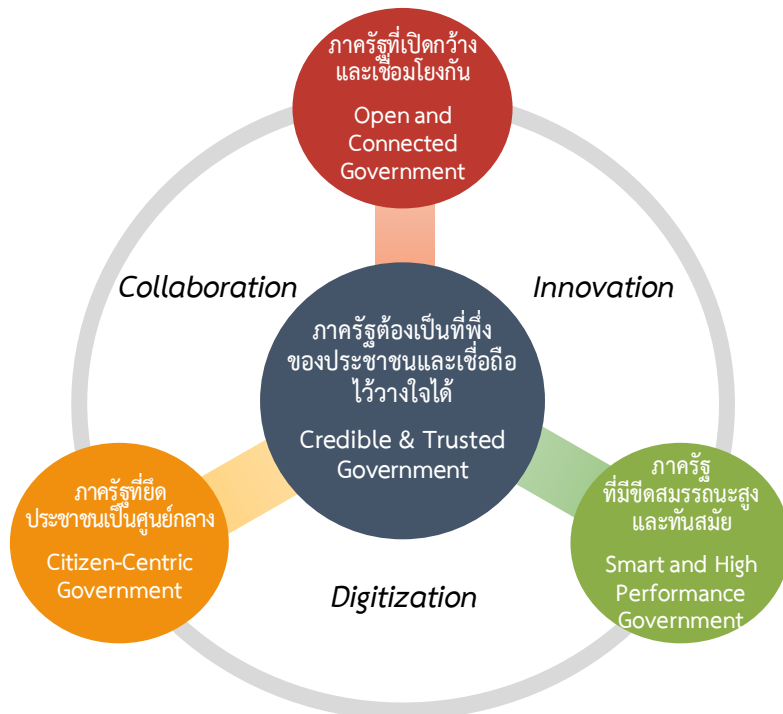 ภาครัฐที่เปิดกว้าง
และเชื่อมโยงกัน
Open and
Connected
Government
Collaboration
Innovation
ภาครัฐต้องเป็นที่พึ่ง
ของประชาชนและเชื่อถือ
ไว้วางใจได้
Credible & Trusted
Government
ภาครัฐที่ยึด
ประชาชนเป็นศูนย์กลาง
Citizen-Centric
Government
ภาครัฐ
ที่มีขีดสมรรถนะสูง
และทันสมัย
Smart and High
Performance
Government
Digitization